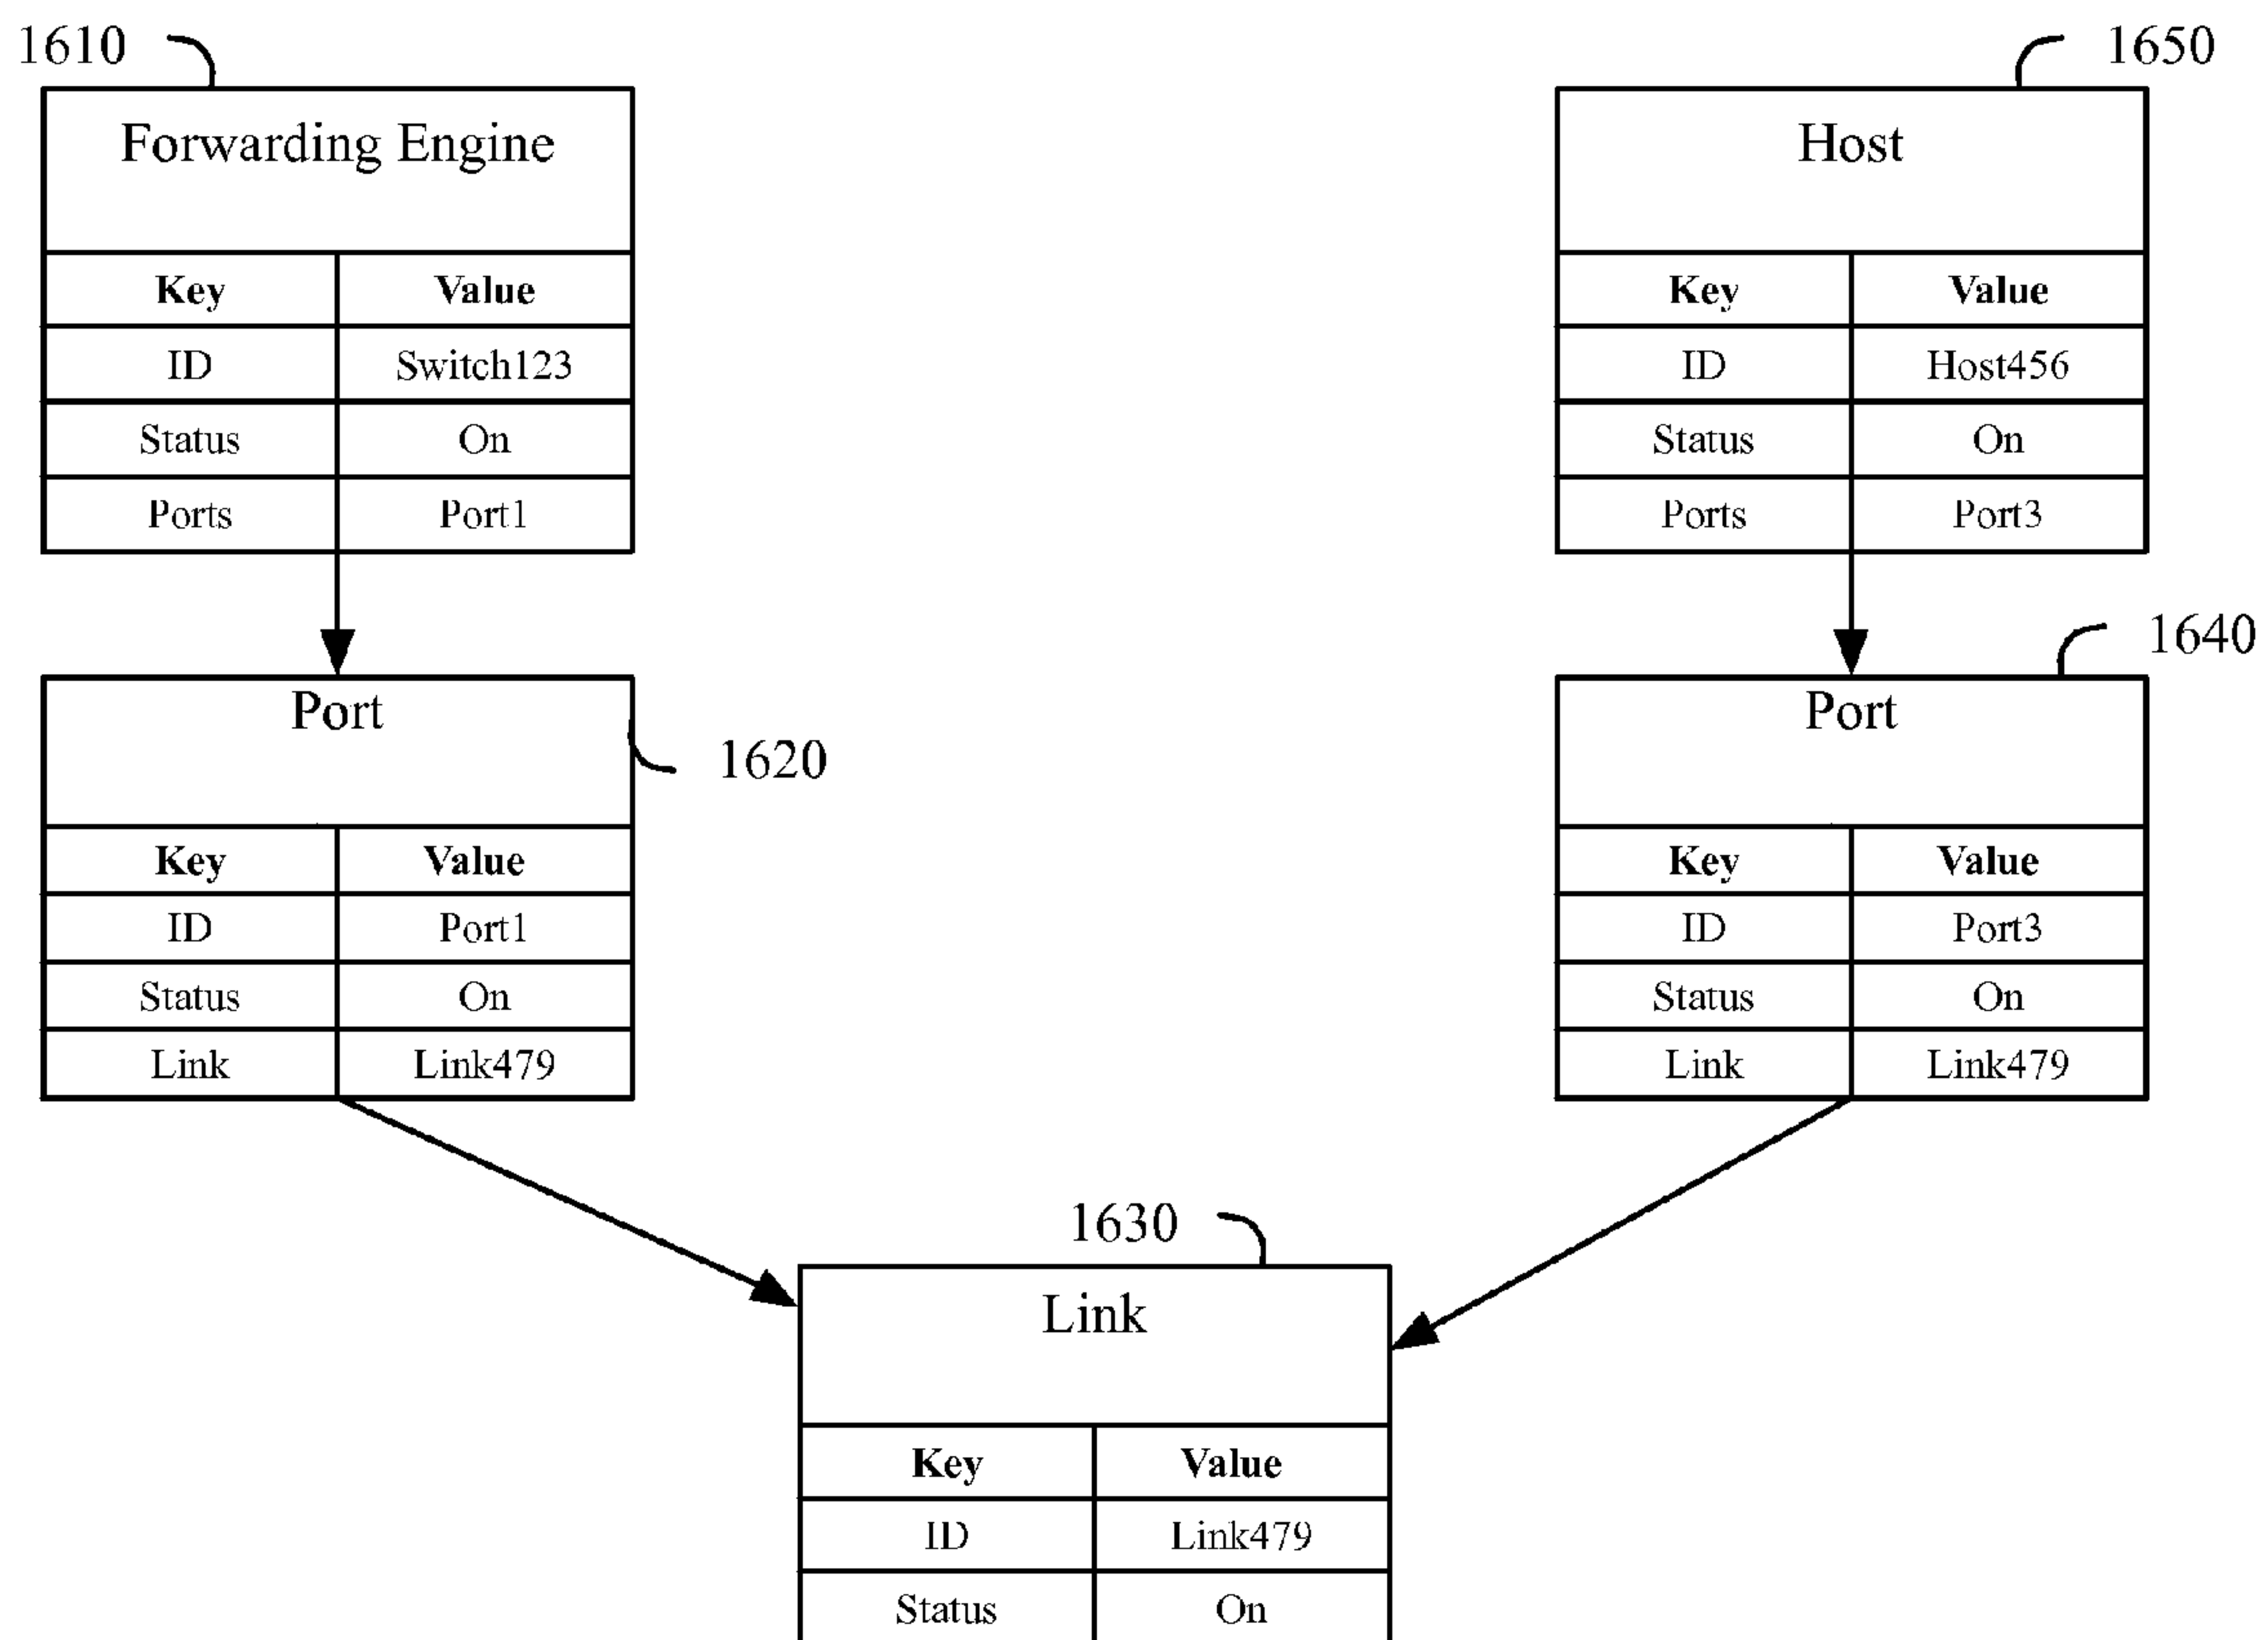 1610
Forwarding Engine
Key Value
ID Switch123
Status On
Ports Port1
1650
Host
Key Value
ID Host456
Status On
Ports Port3
Port
1620
Key Value
ID Port1
Status On
Link Link479
1640
Port
Key Value
ID Port3
Status On
Link Link479
1630
Link
Key Value
ID Link479
Status On